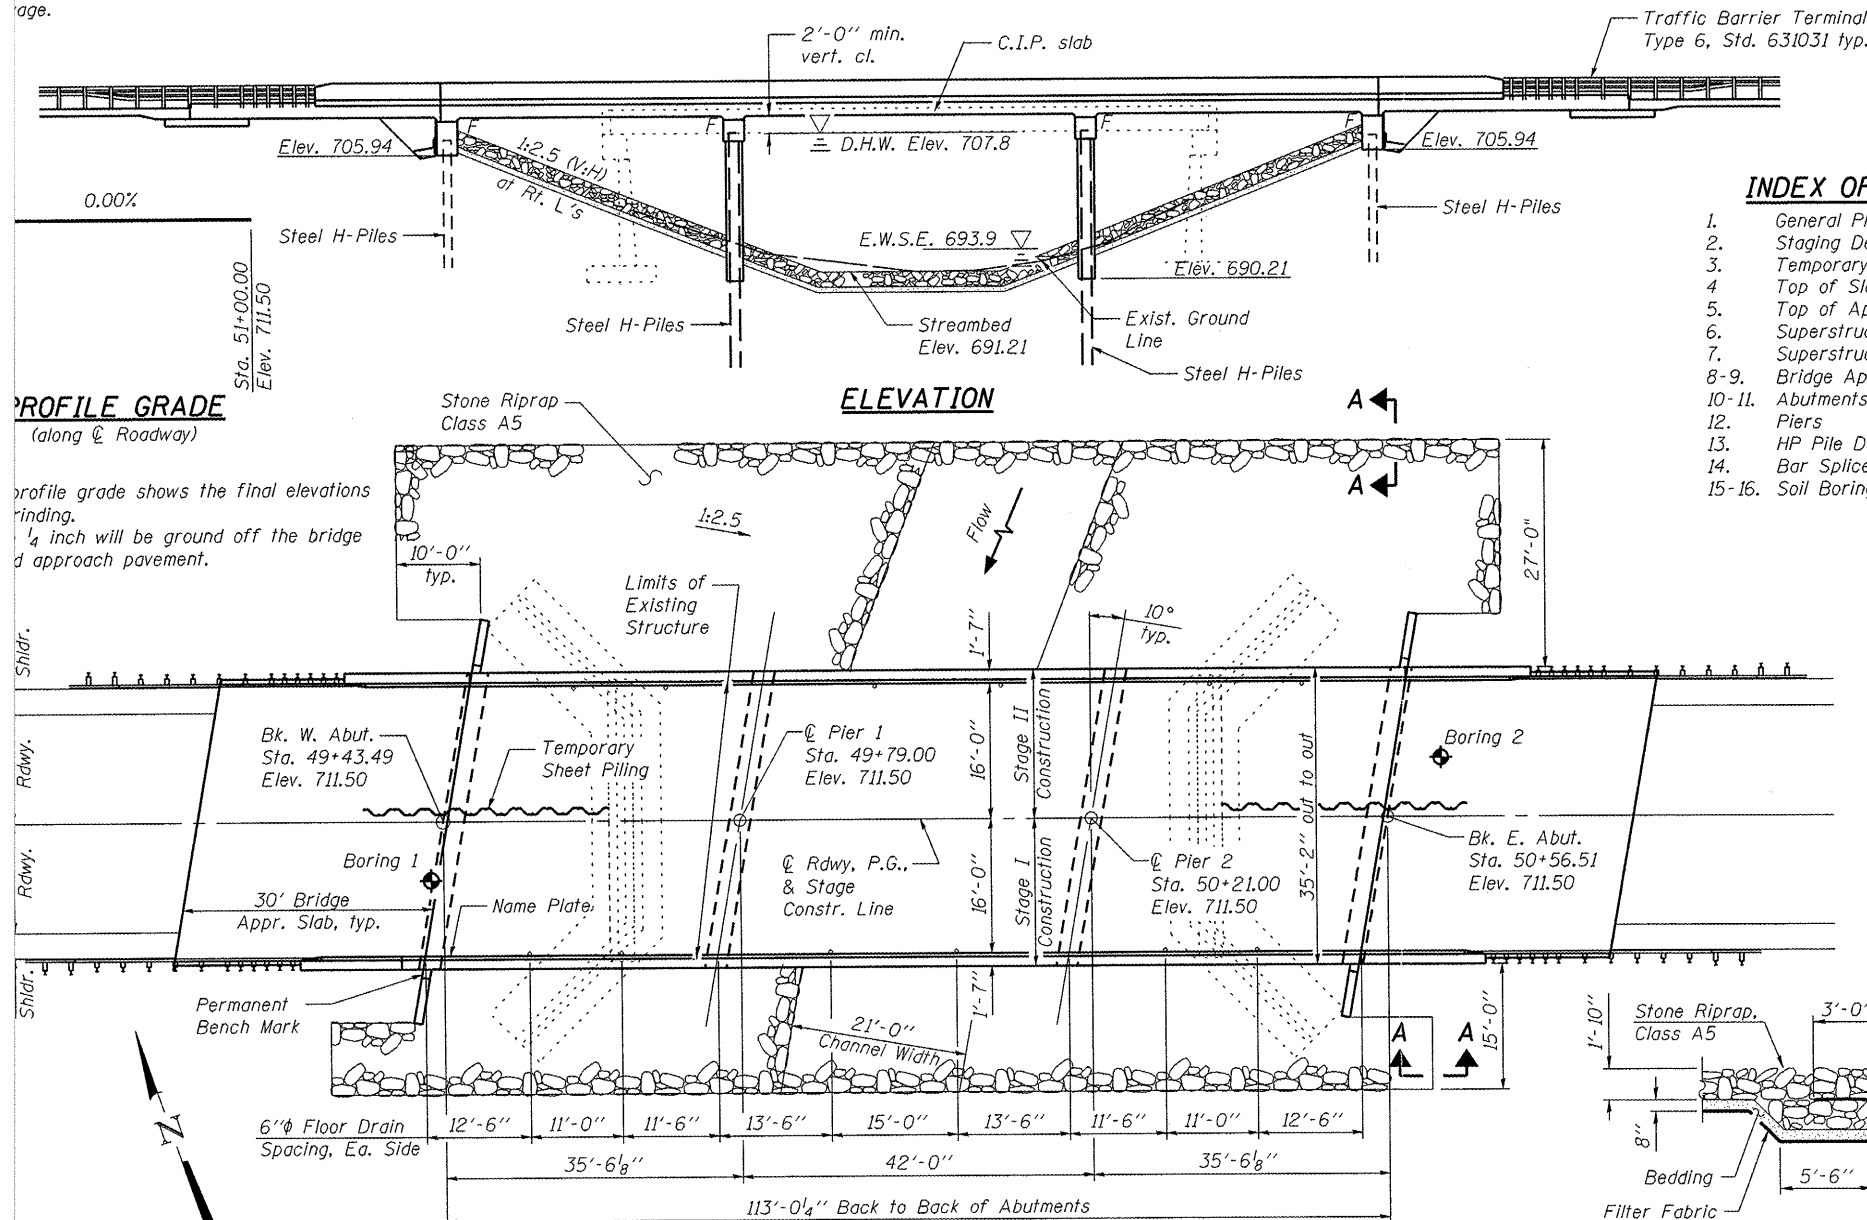 2'-0" min.
vert. cl.
C.I.P. slab
Traffic Barrier Terminal
Type 6, Std. 631031 typ.
Elev. 705.94
1:2.5 (V:H)
at Rt. L's
F
F
F
F
D.H.W. Elev. 707.8
Elev. 705.94
0.00%
Steel H-Piles
Steel H-Piles
E.W.S.E. 693.9
Elev. 690.21
Sta. 51+00.00
Elev. 711.50
Steel H-Piles
Streambed
Elev. 691.21
Exist. Ground
Line
Steel H-Piles
ELEVATION
INDEX OF
1. General
2. Staging
3. Temporary
4 Top of
5. Top of
6.
7.
8-9. Bridge
10-11. Abutments
12. Piers
13. HP Pile
14. Bar
15-16. Soil
PROFILE GRADE
(along ℄ Roadway)
profile grade shows the final elevations
1/4 inch will be ground off the bridge
approach pavement.
Stone Riprap
Class A5
A
A
1:2.5
Flow
27'-0"
10'-0"
typ.
Limits of
Existing
Structure
1'-7"
10°
typ.
Shldr.
Rdwy.
Rdwy.
Shldr.
Bk. W. Abut.
Sta. 49+43.49
Elev. 711.50
Temporary
Sheet Piling
℄ Pier 1
Sta. 49+79.00
Elev. 711.50
16'-0"
Stage II
Construction
35'-2" out to out
Boring 2
Boring 1
30' Bridge
Appr. Slab, typ.
Name Plate
℄ Rdwy, P.G.,
& Stage
Constr. Line
16'-0"
Stage I
Construction
℄ Pier 2
Sta. 50+21.00
Elev. 711.50
Bk. E. Abut.
Sta. 50+56.51
Elev. 711.50
Permanent
Bench Mark
21'-0"
Channel Width
1'-7"
A
A
15'-0"
N
6"ϕ Floor Drain
Spacing, Ea. Side
12'-6"
11'-0"
11'-6"
13'-6"
15'-0"
13'-6"
11'-6"
11'-0"
12'-6"
35'-6 1/8"
42'-0"
35'-6 1/8"
113'-0 1/4" Back to Back of Abutments
Stone Riprap,
Class A5
1'-10"
3'-0"
8"
Bedding
5'-6"
Filter Fabric